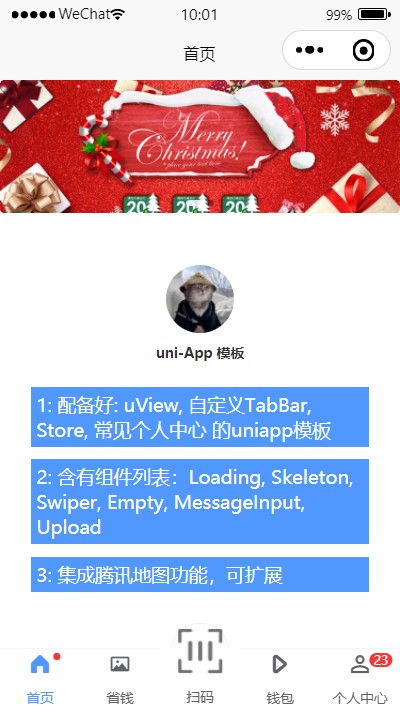 WeChat 10:01 99%
首页
Merry
Christmas!
20 20 20
uni-App 模板
1: 配备好: uView, 自定义TabBar,
Store, 常见个人中心 的uniapp模板
2: 含有组件列表：Loading, Skeleton,
Swiper, Empty, MessageInput,
Upload
3: 集成腾讯地图功能，可扩展
23
首页 省钱 扫码 钱包 个人中心